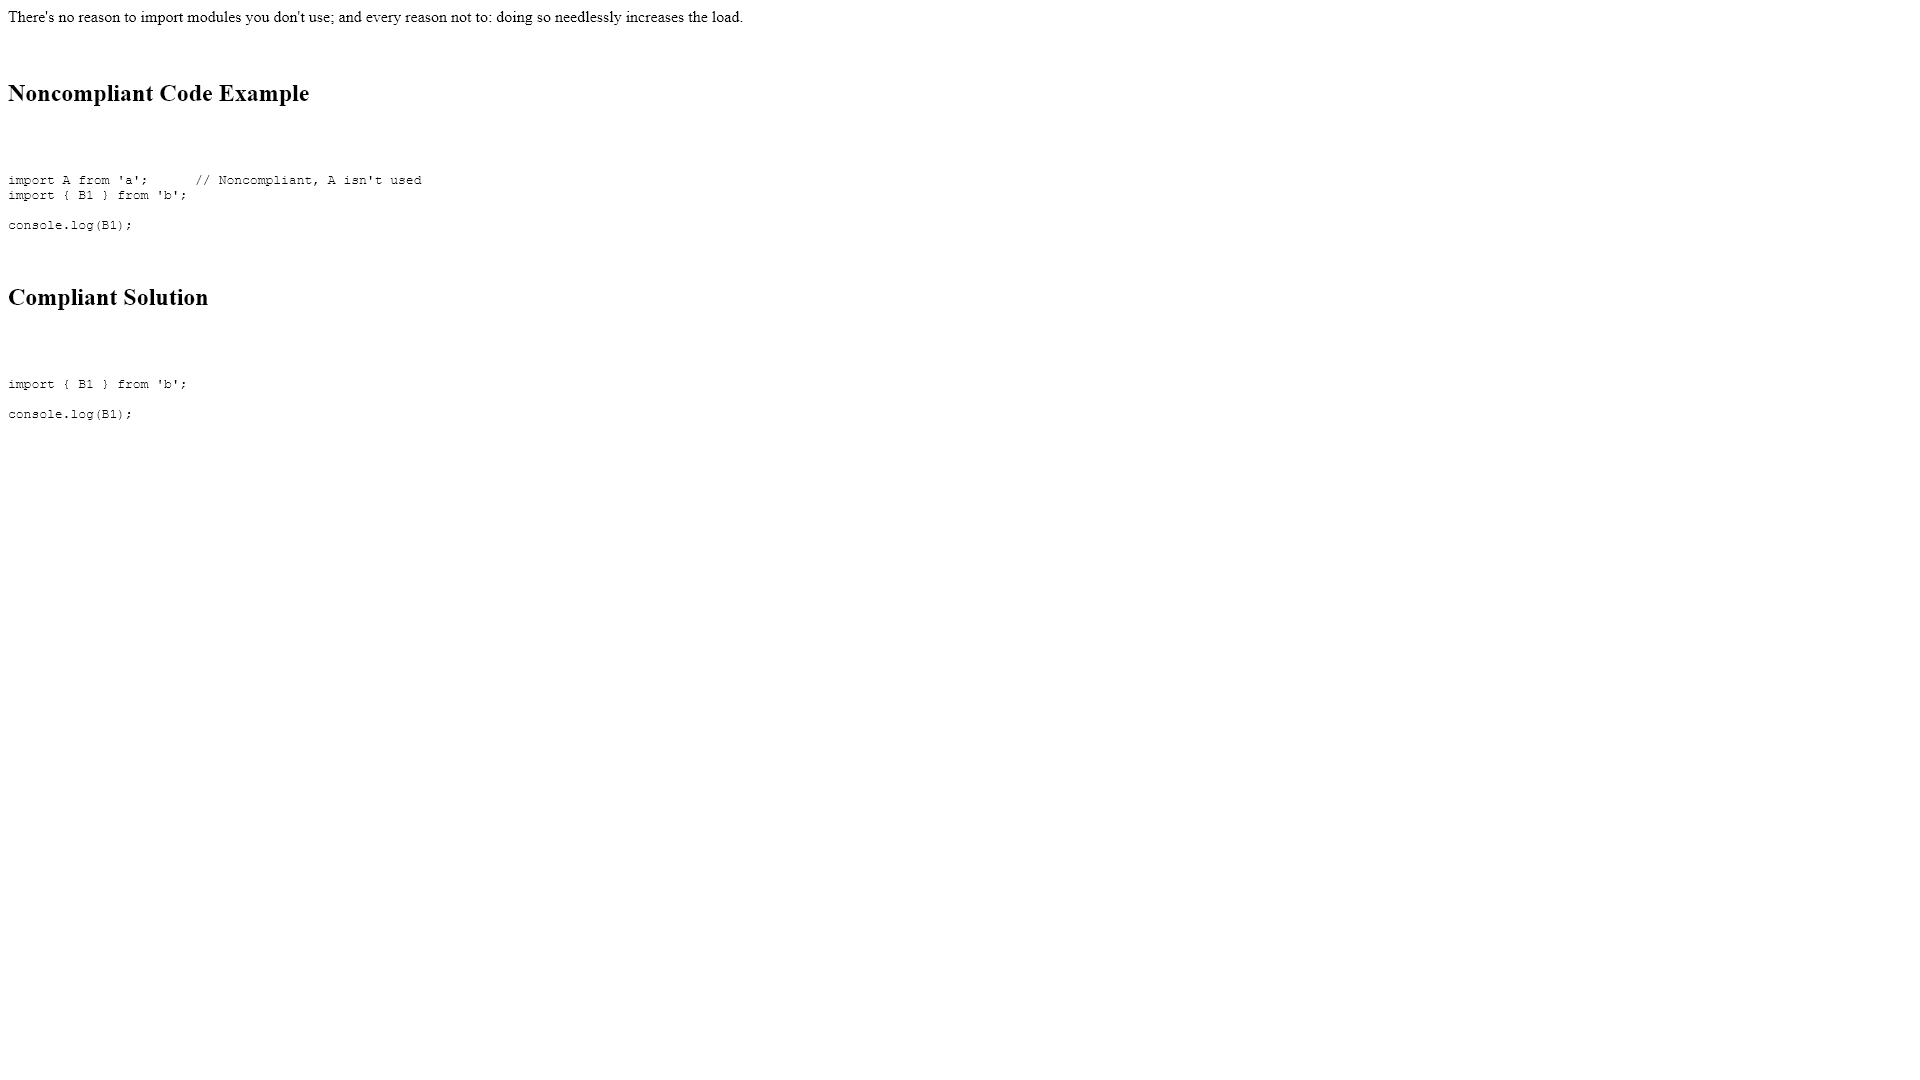 There's no reason to import modules you don't use; and every reason not to: doing so needlessly increases the load.
Noncompliant Code Example
import A from 'a';      // Noncompliant, A isn't used
import { B1 } from 'b';
console.log(B1);
Compliant Solution
import { B1 } from 'b';
console.log(B1);